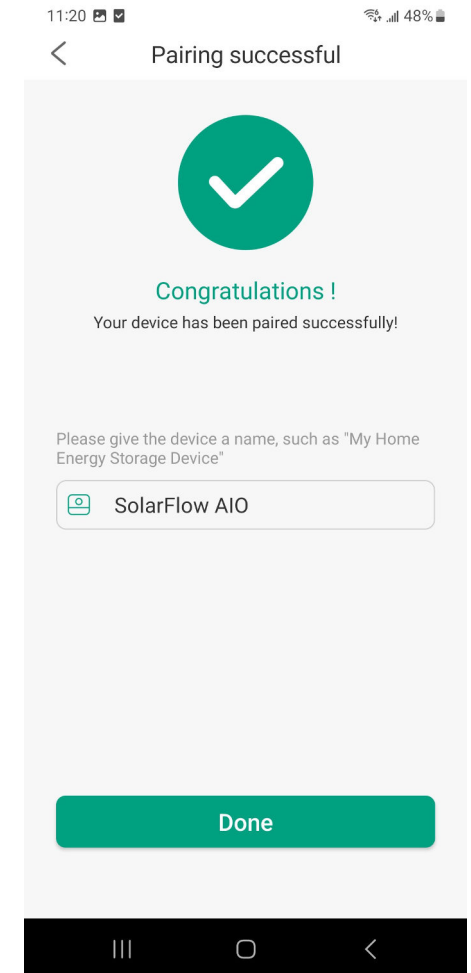 11:20 48%
Pairing successful
Congratulations !
Your device has been paired successfully!
Please give the device a name, such as "My Home
Energy Storage Device"
SolarFlow AIO
Done